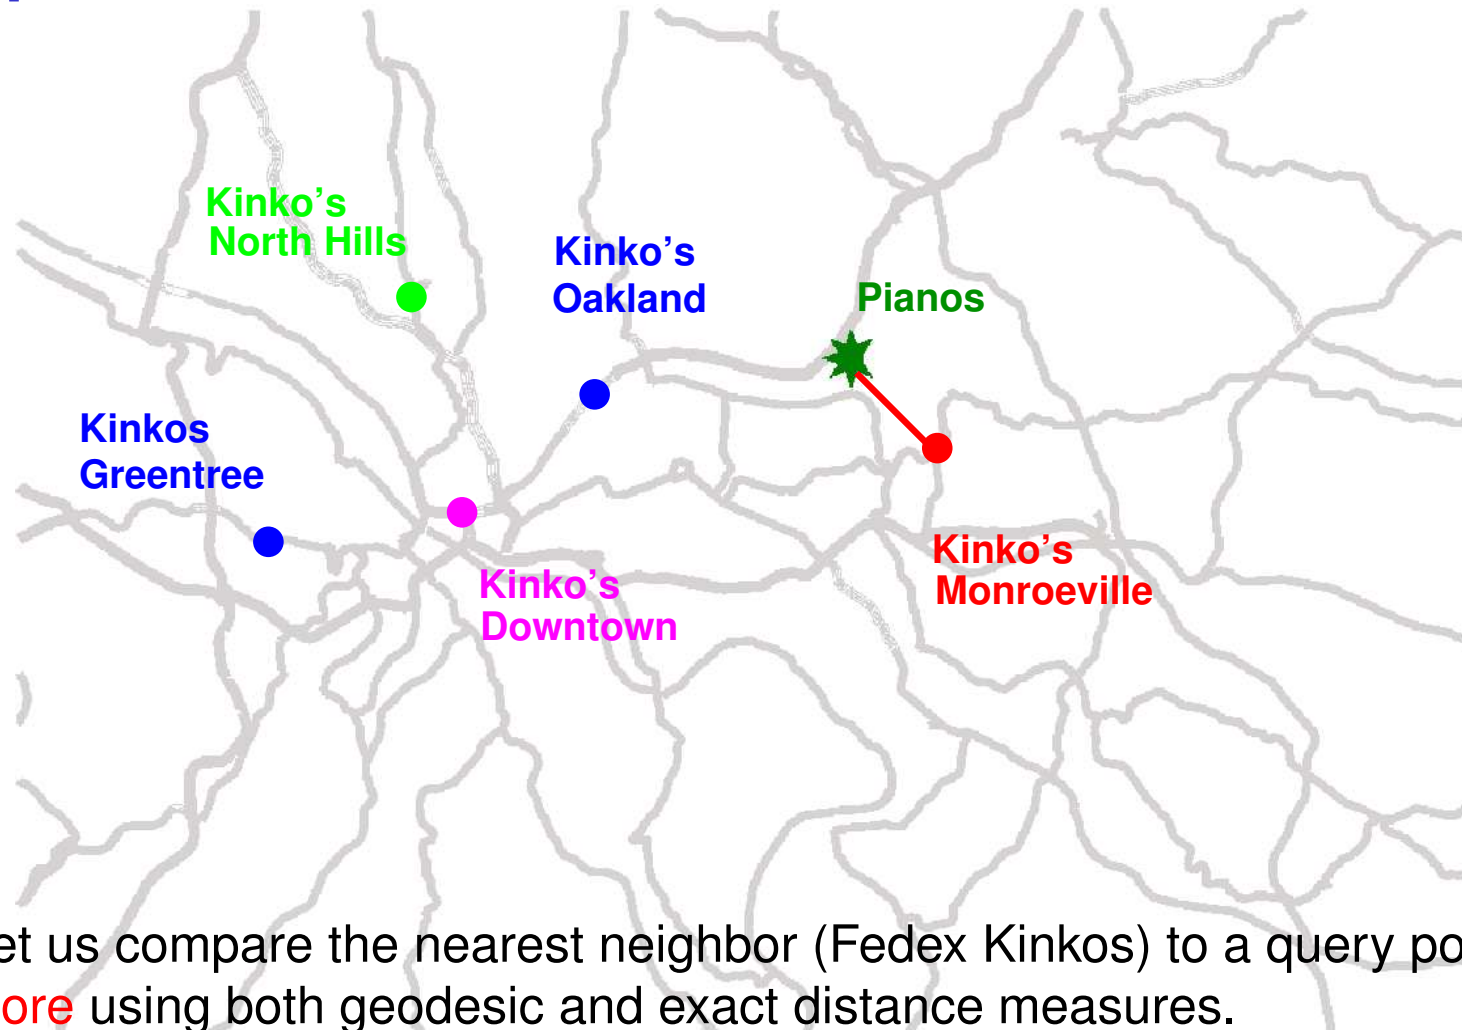 Kinko’s
North Hills
Kinko’s
Oakland
Pianos
Kinkos
Greentree
Kinko’s
Monroeville
Kinko’s
Downtown
et us compare the nearest neighbor (Fedex Kinkos) to a query po
ore using both geodesic and exact distance measures.